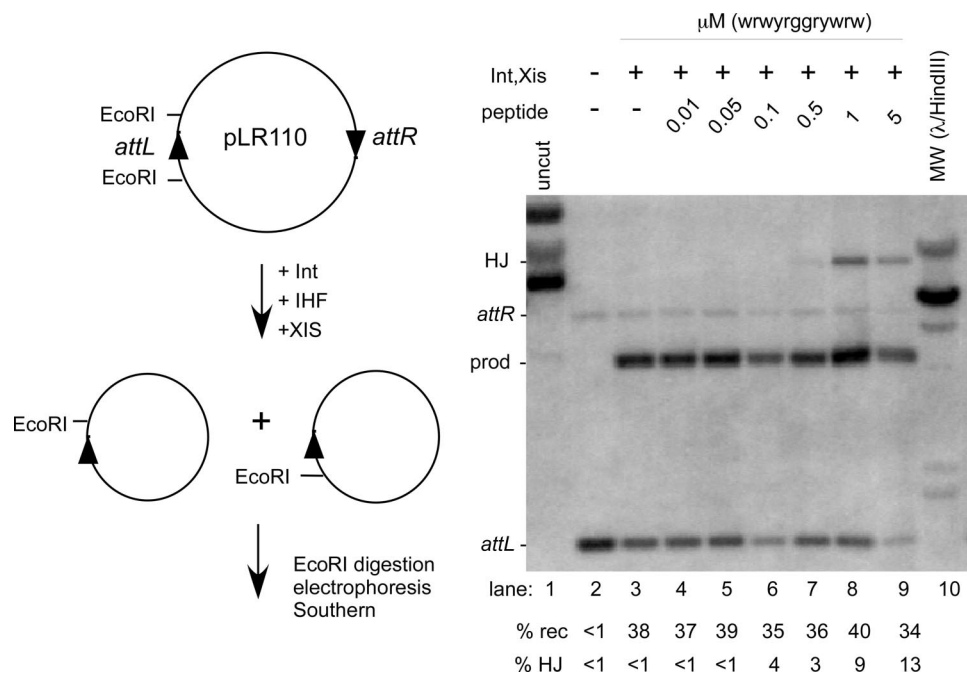 EcoRI
attL
EcoRI
pLR110
attR
+ Int
+ IHF
+XIS
EcoRI
+
EcoRI
EcoRI digestion
electrophoresis
Southern
μM (wrwyrggrywrw)
Int,Xis - + + + + + + +
peptide - - 0.01 0.05 0.1 0.5 1 5
uncut
MW (λ/HindIII)
HJ
attR
prod
attL
lane: 1 2 3 4 5 6 7 8 9 10
% rec <1 38 37 39 35 36 40 34
% HJ <1 <1 <1 <1 4 3 9 13